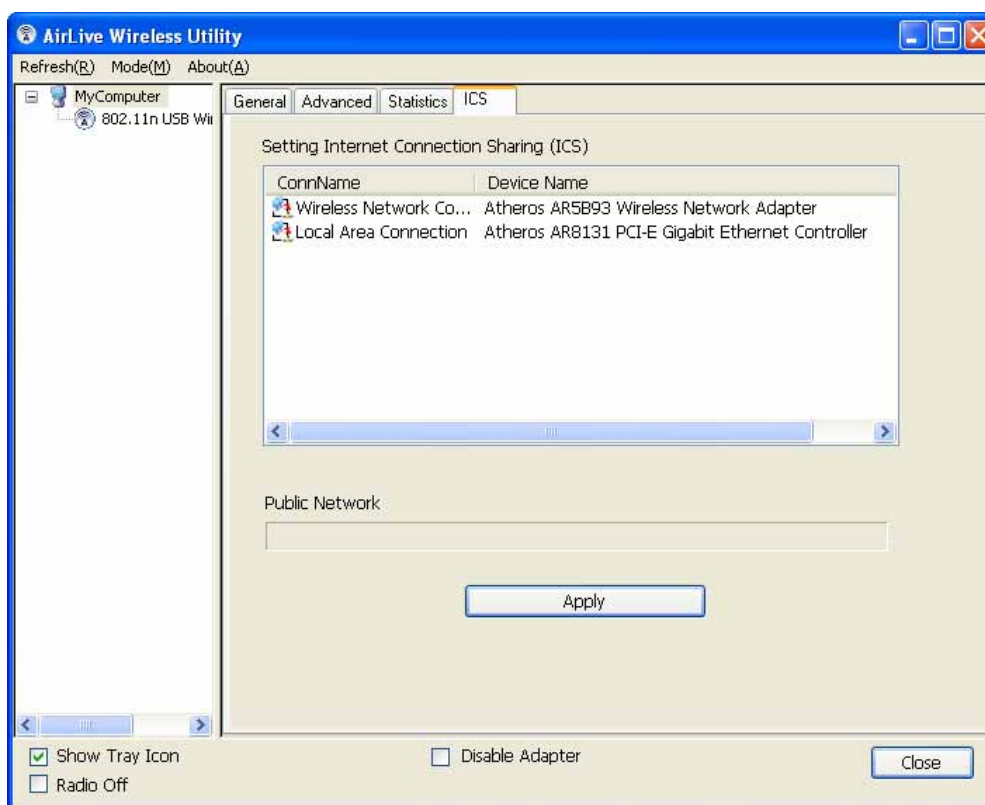 AirLive Wireless Utility
Refresh(R) Mode(M) About(A)
MyComputer
802.11n USB Wi
General Advanced Statistics ICS
Setting Internet Connection Sharing (ICS)
ConnName Device Name
Wireless Network Co... Atheros AR5B93 Wireless Network Adapter
Local Area Connection Atheros AR8131 PCI-E Gigabit Ethernet Controller
Public Network
Apply
Show Tray Icon Disable Adapter Close
Radio Off